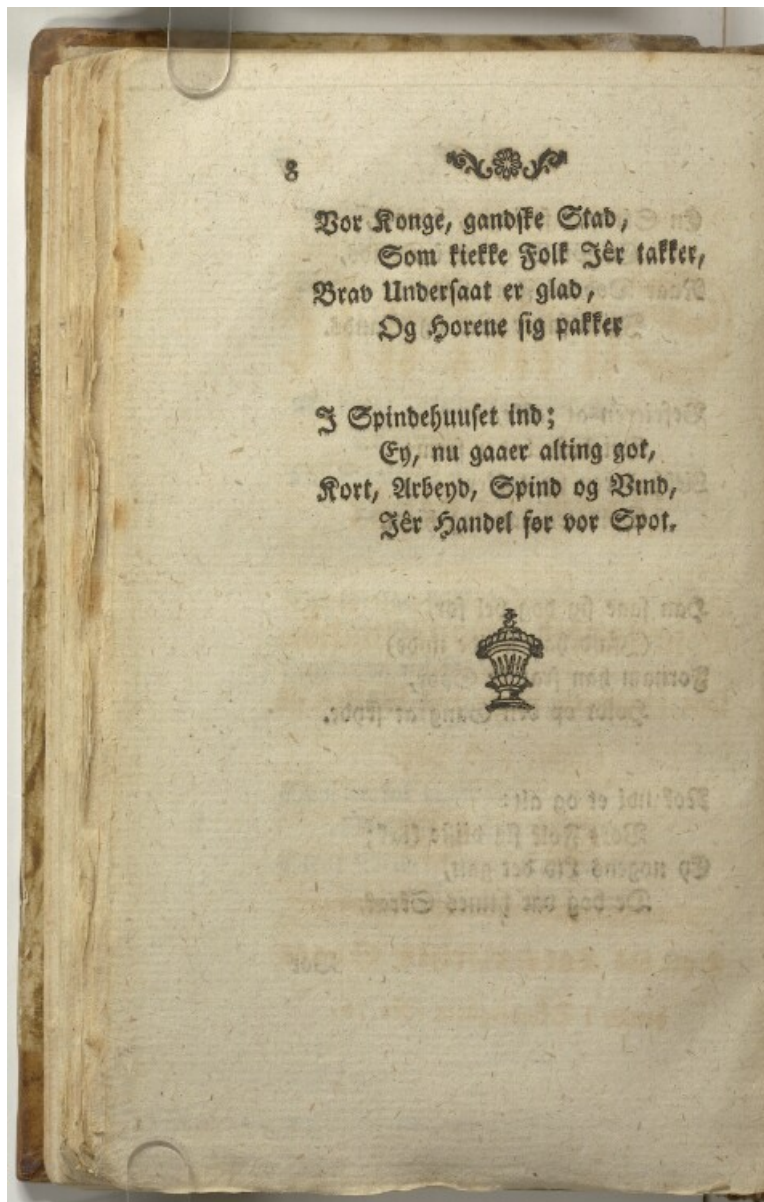 8
Vor Konge, gandske Stad,
Som kiekke Folk Jêr takker,
Brav Undersaat er glad,
Og Horene sig pakker
J Spindehuuset ind;
Ey, nu gaaer alting got,
Kort, Arbeyd, Spind og Vind,
Jêr Handel før vor Spot.